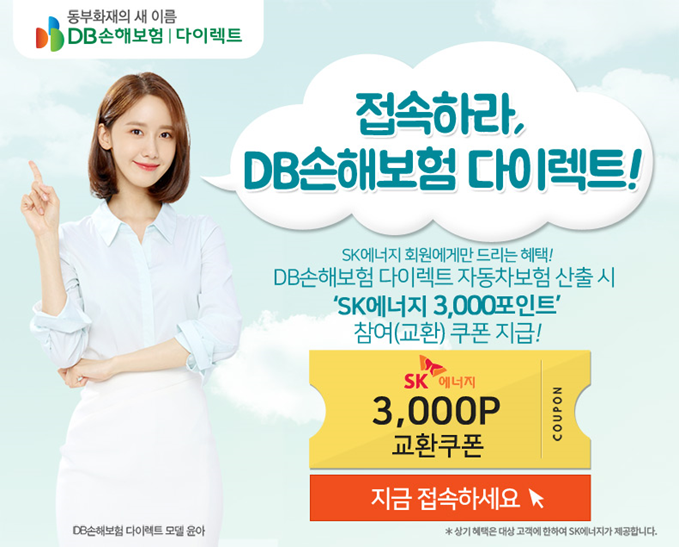 동부화재의 새 이름
DB손해보험 | 다이렉트
접속하라,
DB손해보험 다이렉트!
SK에너지 회원에게만 드리는 혜택!
DB손해보험 다이렉트 자동차보험 산출 시
‘SK에너지 3,000포인트’
참여(교환) 쿠폰 지급!
SK에너지
3,000P
교환쿠폰
COUPON
지금 접속하세요
DB손해보험 다이렉트 모델 윤아
* 상기 혜택은 대상 고객에 한하여 SK에너지가 제공합니다.